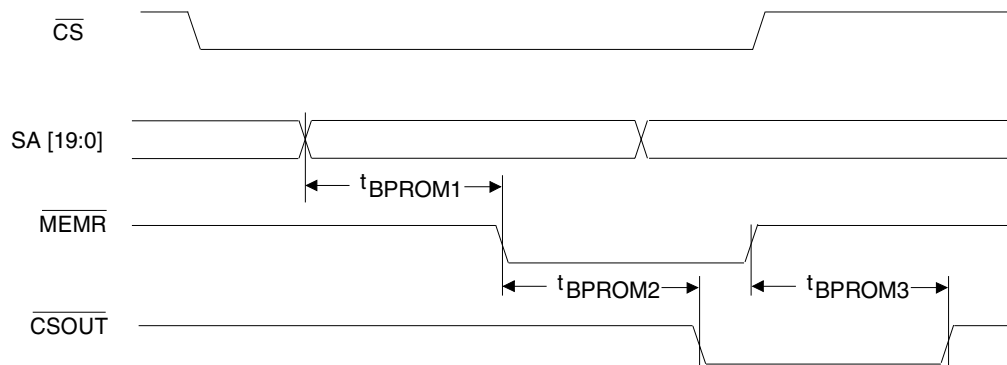 CS
SA [19:0]
tBPROM1
MEMR
tBPROM2
tBPROM3
CSOUT